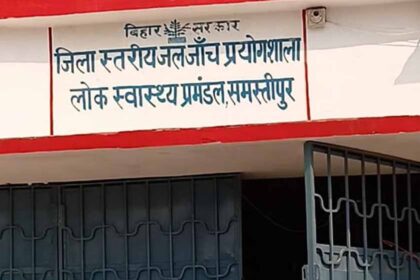 बिहार सरकार
जिला स्तरीय जल जाँच प्रयोगशाला
लोक स्वास्थ्य प्रमंडल, समस्तीपुर